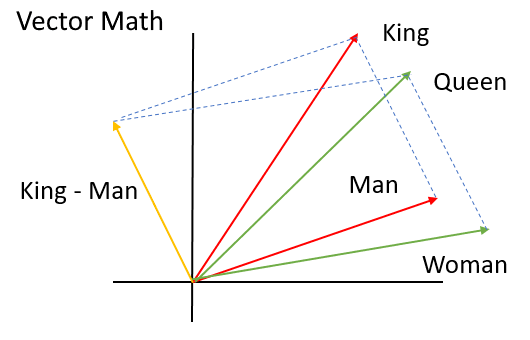 Vector Math
King
Queen
Man
King - Man
Woman